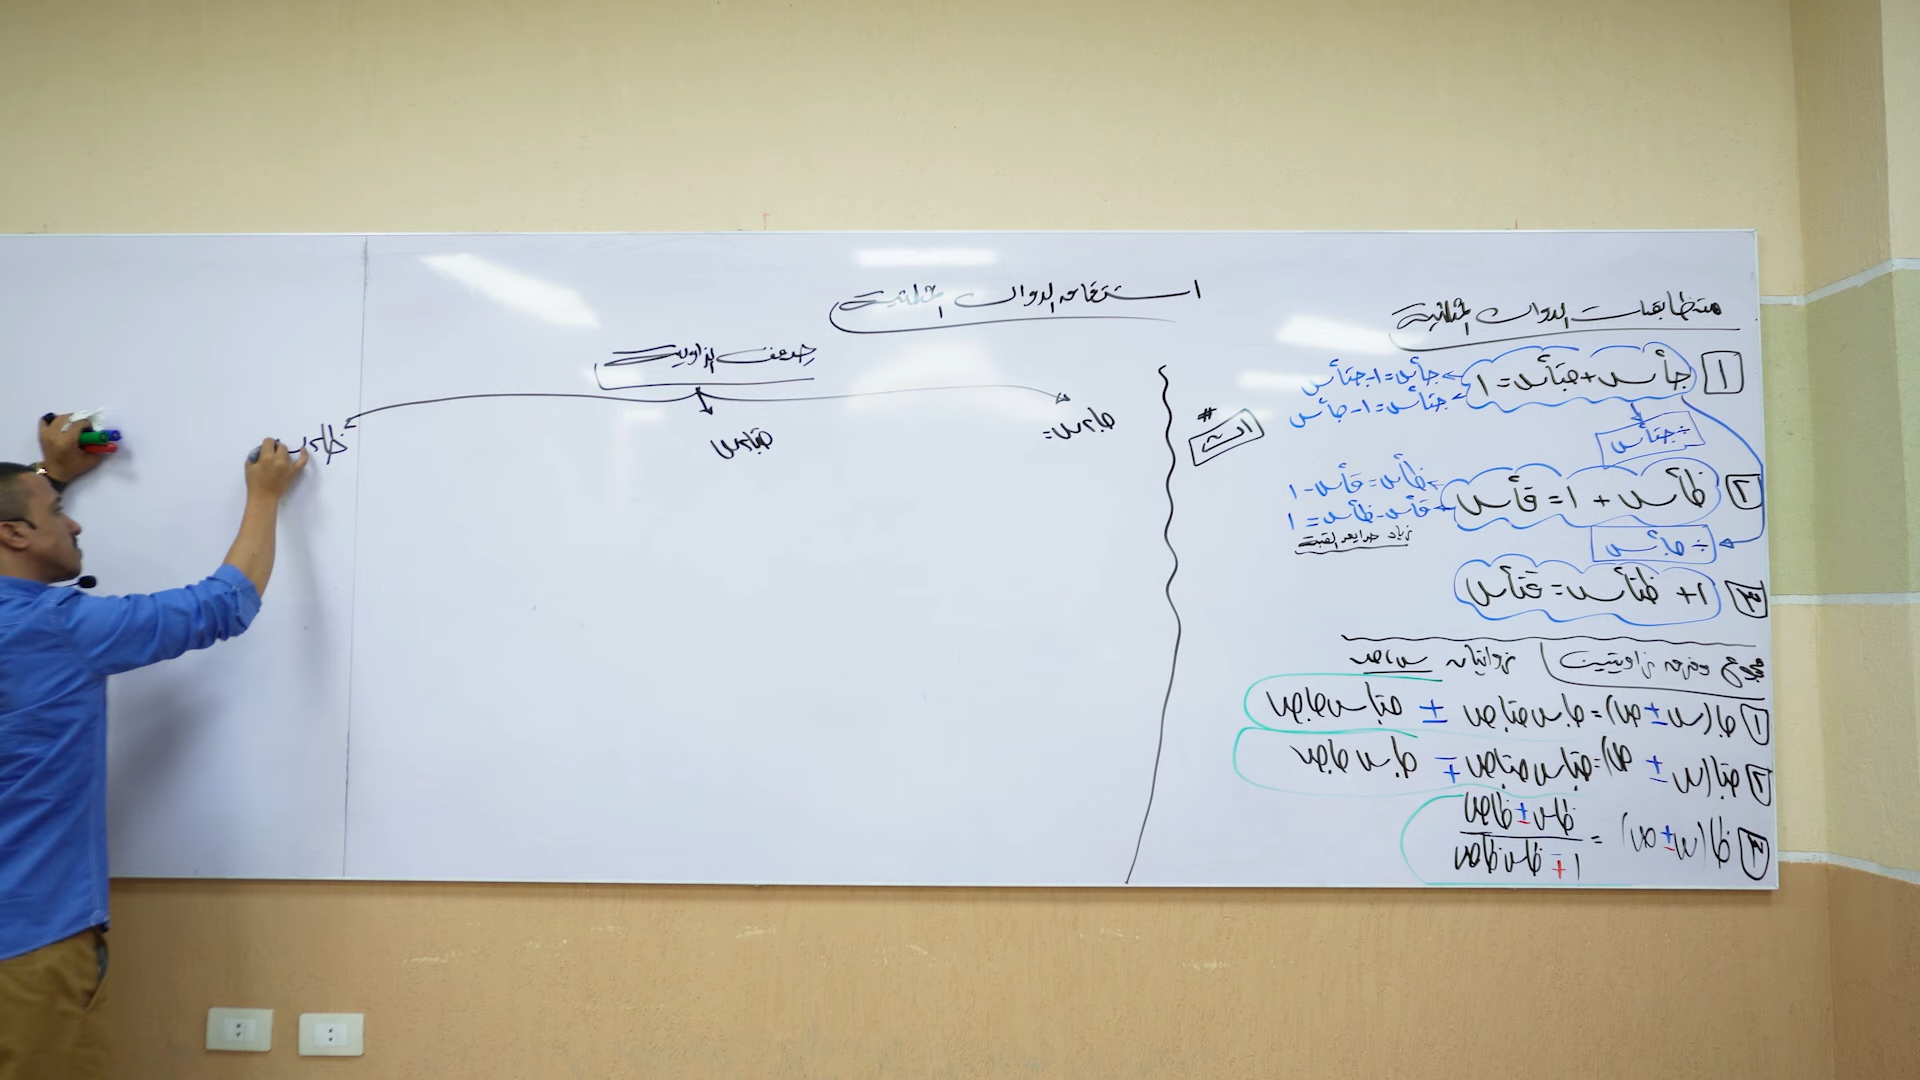 متطابقات الدوال المثلثية
١ جا٢س + جتا٢س = ١
جا٢س = ١ - جتا٢س
جتا٢س = ١ - جا٢س
÷ جتا٢س
٢ ظا٢س + ١ = قا٢س
ظا٢س = قا٢س - ١
قا٢س - ظا٢س = ١
÷ جا٢س
٣ ١ + ظتا٢س = قتا٢س
مجموع وفرق زاويتين
١ جا(س ± ص) = جاس جتاص ± جتاس جاص
٢ جتا(س ± ص) = جتاس جتاص ∓ جاس جاص
٣ ظا(س ± ص) = ظاس ± ظاص
١ ∓ ظاس ظاص
#
اشتقاق الدوال المثلثية
ضعف الزاوية
جا٢س =
جتا٢س
ظا٢س